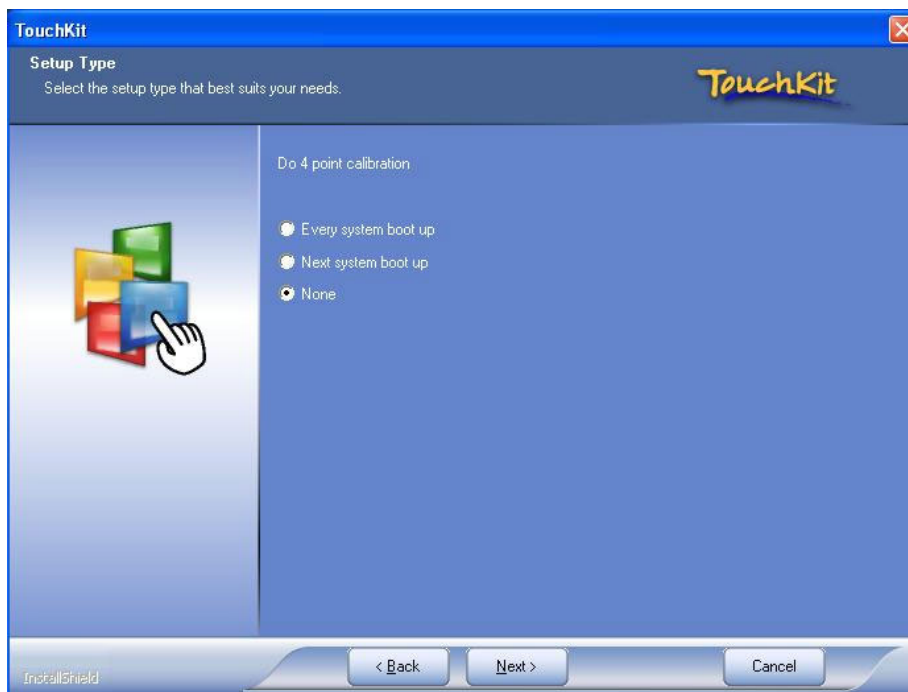 TouchKit
Setup Type
Select the setup type that best suits your needs.
TouchKit
Do 4 point calibration
Every system boot up
Next system boot up
None
InstallShield
< Back
Next >
Cancel